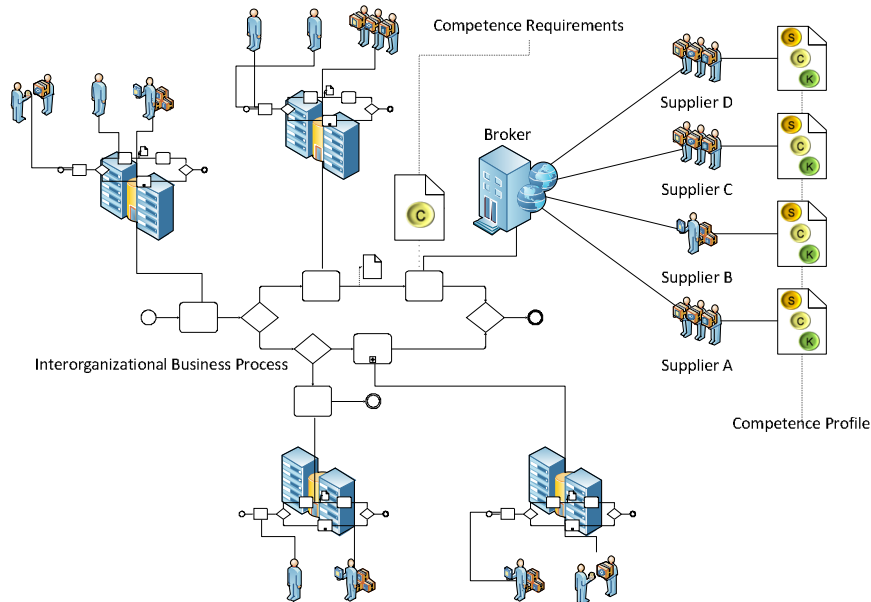 Competence Requirements
Broker
C
Supplier D
S
C
K
Supplier C
S
C
K
Supplier B
S
C
K
Supplier A
S
C
K
Interorganizational Business Process
Competence Profile